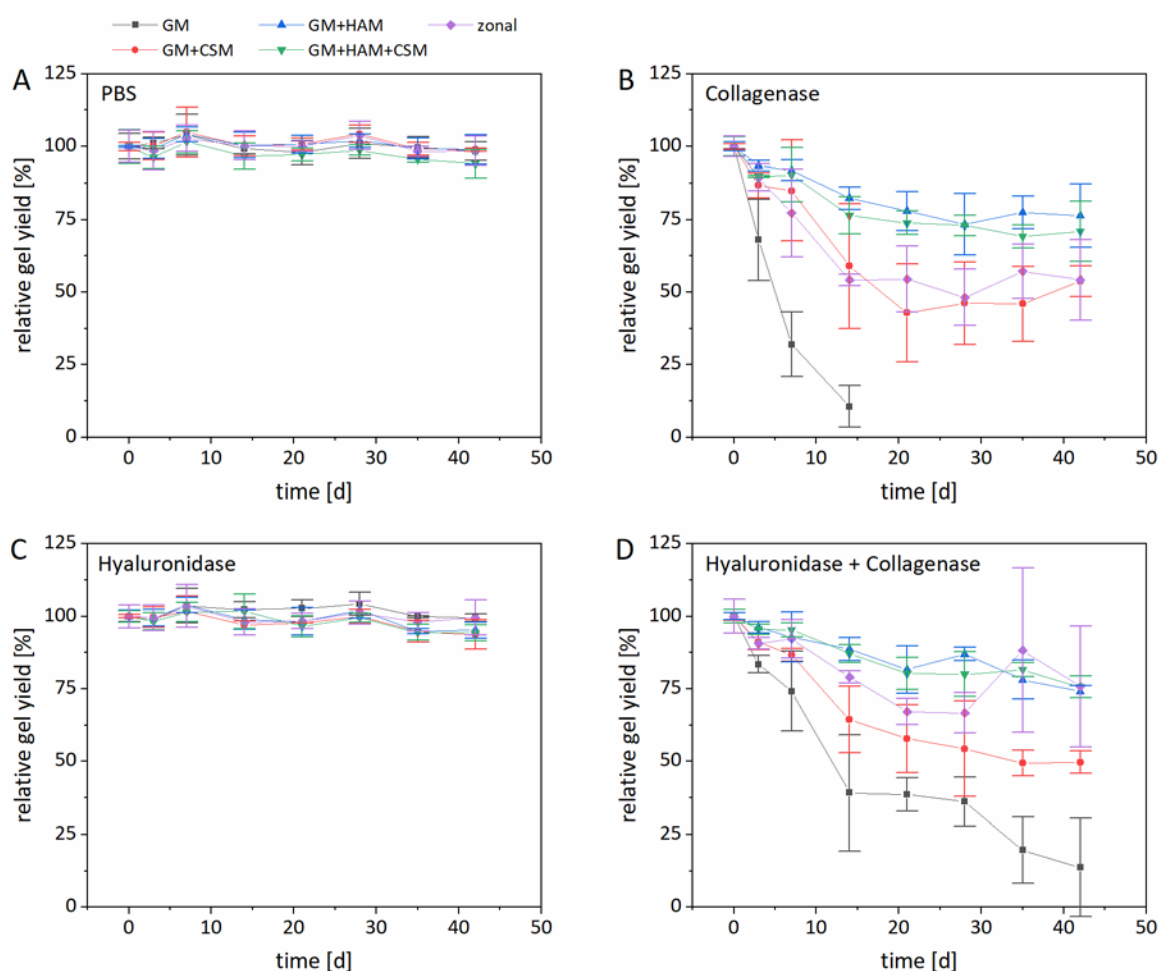 GM GM+HAM zonal
GM+CSM GM+HAM+CSM
A
PBS
relative gel yield [%]
125
100
75
50
25
0
0 10 20 30 40 50
time [d]
B
Collagenase
relative gel yield [%]
125
100
75
50
25
0
0 10 20 30 40 50
time [d]
C
Hyaluronidase
relative gel yield [%]
125
100
75
50
25
0
0 10 20 30 40 50
time [d]
D
Hyaluronidase + Collagenase
relative gel yield [%]
125
100
75
50
25
0
0 10 20 30 40 50
time [d]